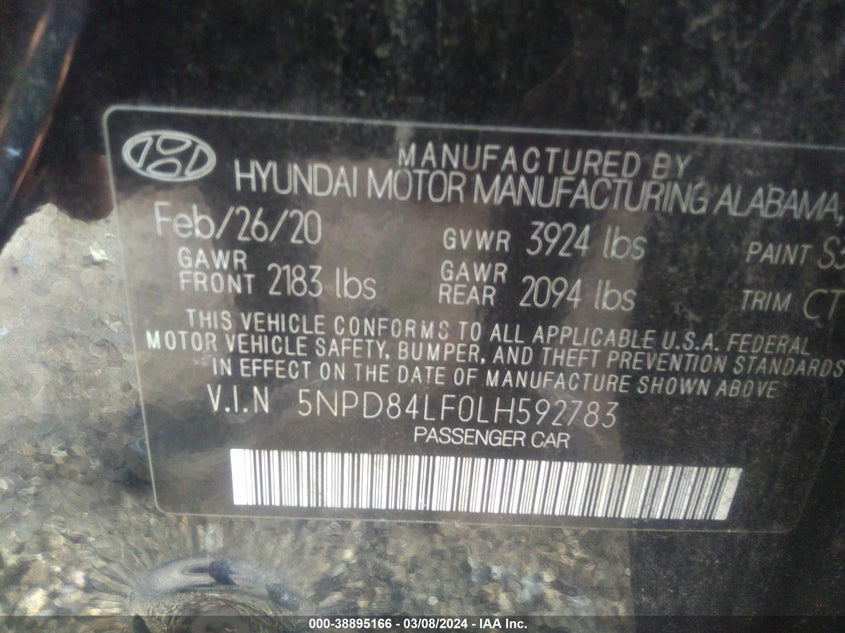 MANUFACTURED BY
HYUNDAI MOTOR MANUFACTURING ALABAMA,
Feb/26/20 GVWR 3924 lbs PAINT
GAWR FRONT 2183 lbs GAWR REAR 2094 lbs TRIM CT
THIS VEHICLE CONFORMS TO ALL APPLICABLE U.S.A. FEDERAL
MOTOR VEHICLE SAFETY, BUMPER, AND THEFT PREVENTION STANDARDS
IN EFFECT ON THE DATE OF MANUFACTURE SHOWN ABOVE
V.I.N 5NPD84LF0LH592783
PASSENGER CAR
000-38895166 - 03/08/2024 - IAA Inc.